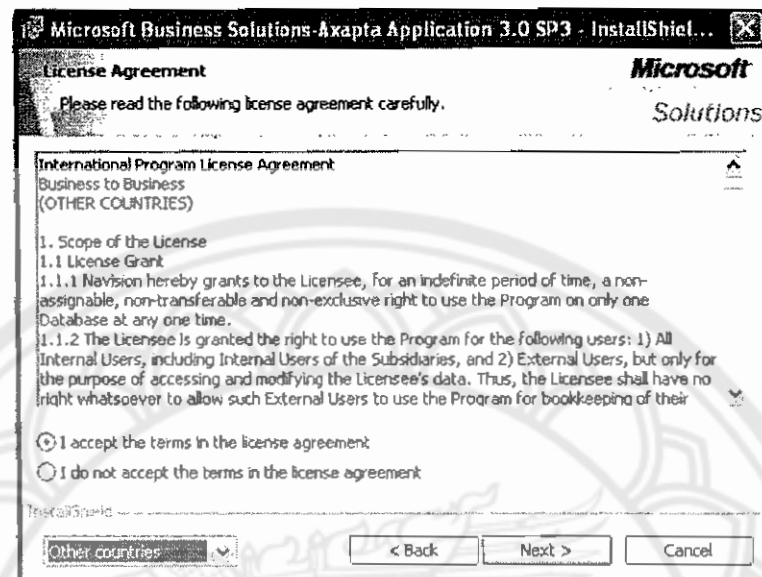 Microsoft Business Solutions-Axapta Application 3.0 SP3 - InstallShiel...
License Agreement
Microsoft
Please read the following license agreement carefully.
Solutions
International Program License Agreement
Business to Business
(OTHER COUNTRIES)
1. Scope of the License
1.1 License Grant
1.1.1 Navision hereby grants to the Licensee, for an indefinite period of time, a non-
assignable, non-transferable and non-exclusive right to use the Program on only one
Database at any one time.
1.1.2 The Licensee is granted the right to use the Program for the following users: 1) All
Internal Users, including Internal Users of the Subsidiaries, and 2) External Users, but only for
the purpose of accessing and modifying the Licensee's data. Thus, the Licensee shall have no
right whatsoever to allow such External Users to use the Program for bookkeeping of their
I accept the terms in the license agreement
I do not accept the terms in the license agreement
InstallShield
Other countries
< Back
Next >
Cancel